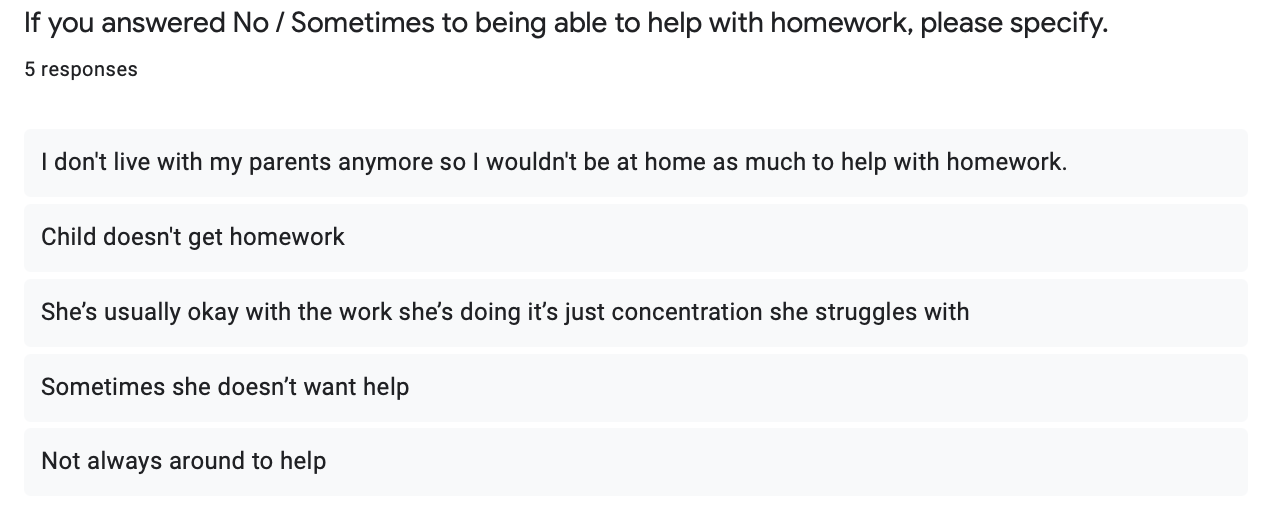 If you answered No / Sometimes to being able to help with homework, please specify.
5 responses
I don't live with my parents anymore so I wouldn't be at home as much to help with homework.
Child doesn't get homework
She’s usually okay with the work she’s doing it’s just concentration she struggles with
Sometimes she doesn’t want help
Not always around to help